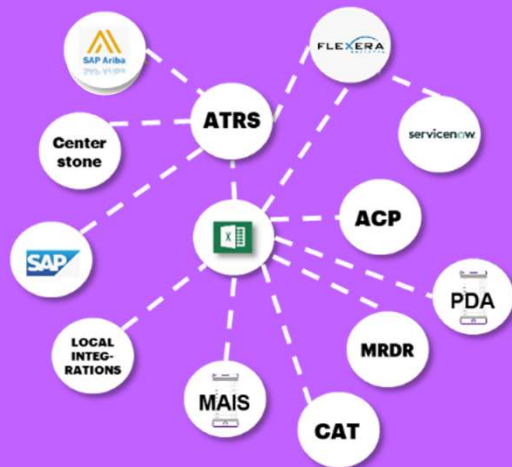 SAP Ariba
FLEXERA
ATRS
servicenow
Center
stone
ACP
SAP
PDA
LOCAL
INTEG-
RATIONS
MRDR
MAIS
CAT